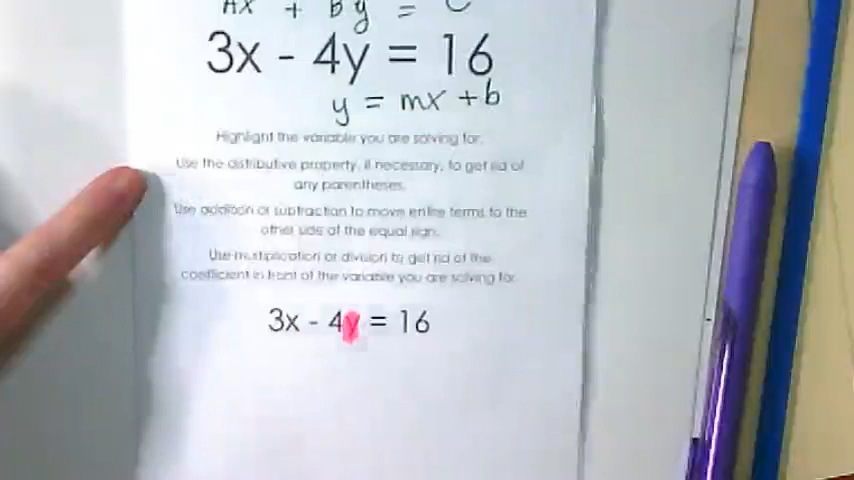 Ax + By = C
3x - 4y = 16
y = mx + b
Highlight the variable you are solving for.
Use the distributive property, if necessary, to get rid of
any parentheses.
Use addition or subtraction to move entire terms to the
other side of the equal sign.
Use multiplication or division to get rid of the
coefficient in front of the variable you are solving for.
3x - 4y = 16